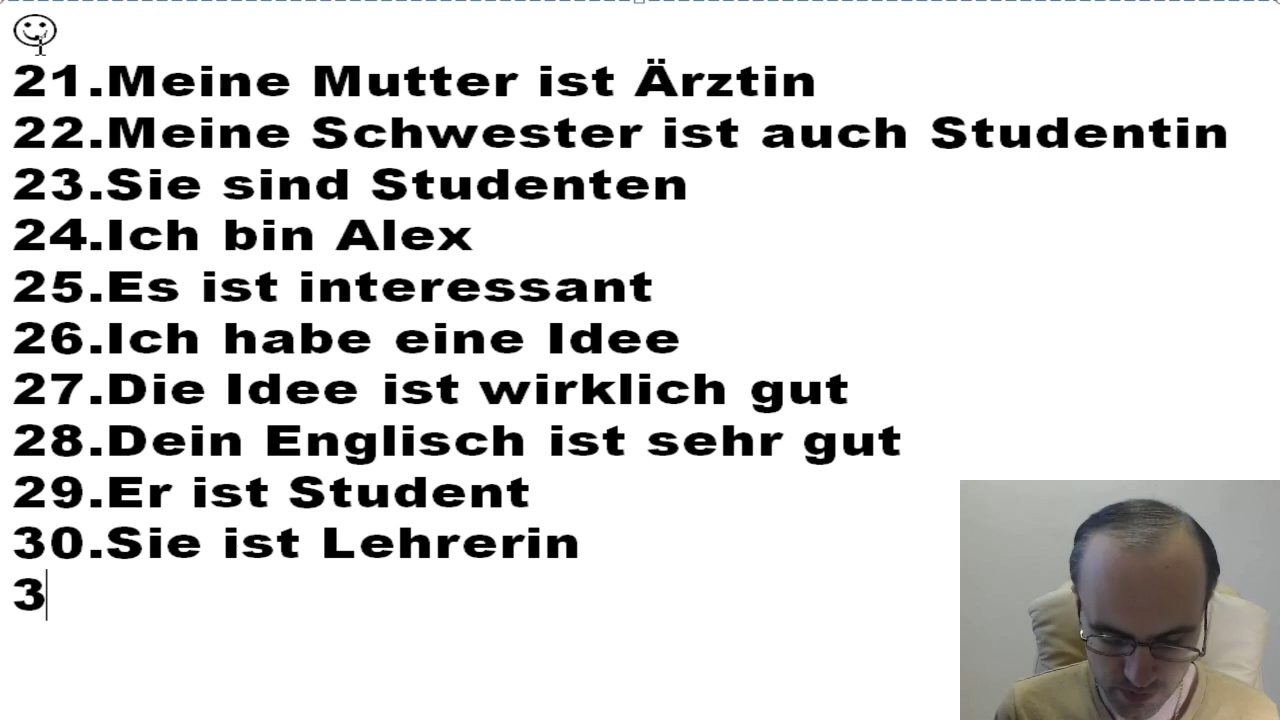 21.Meine Mutter ist Ärztin
22.Meine Schwester ist auch Studentin
23.Sie sind Studenten
24.Ich bin Alex
25.Es ist interessant
26.Ich habe eine Idee
27.Die Idee ist wirklich gut
28.Dein Englisch ist sehr gut
29.Er ist Student
30.Sie ist Lehrerin
3